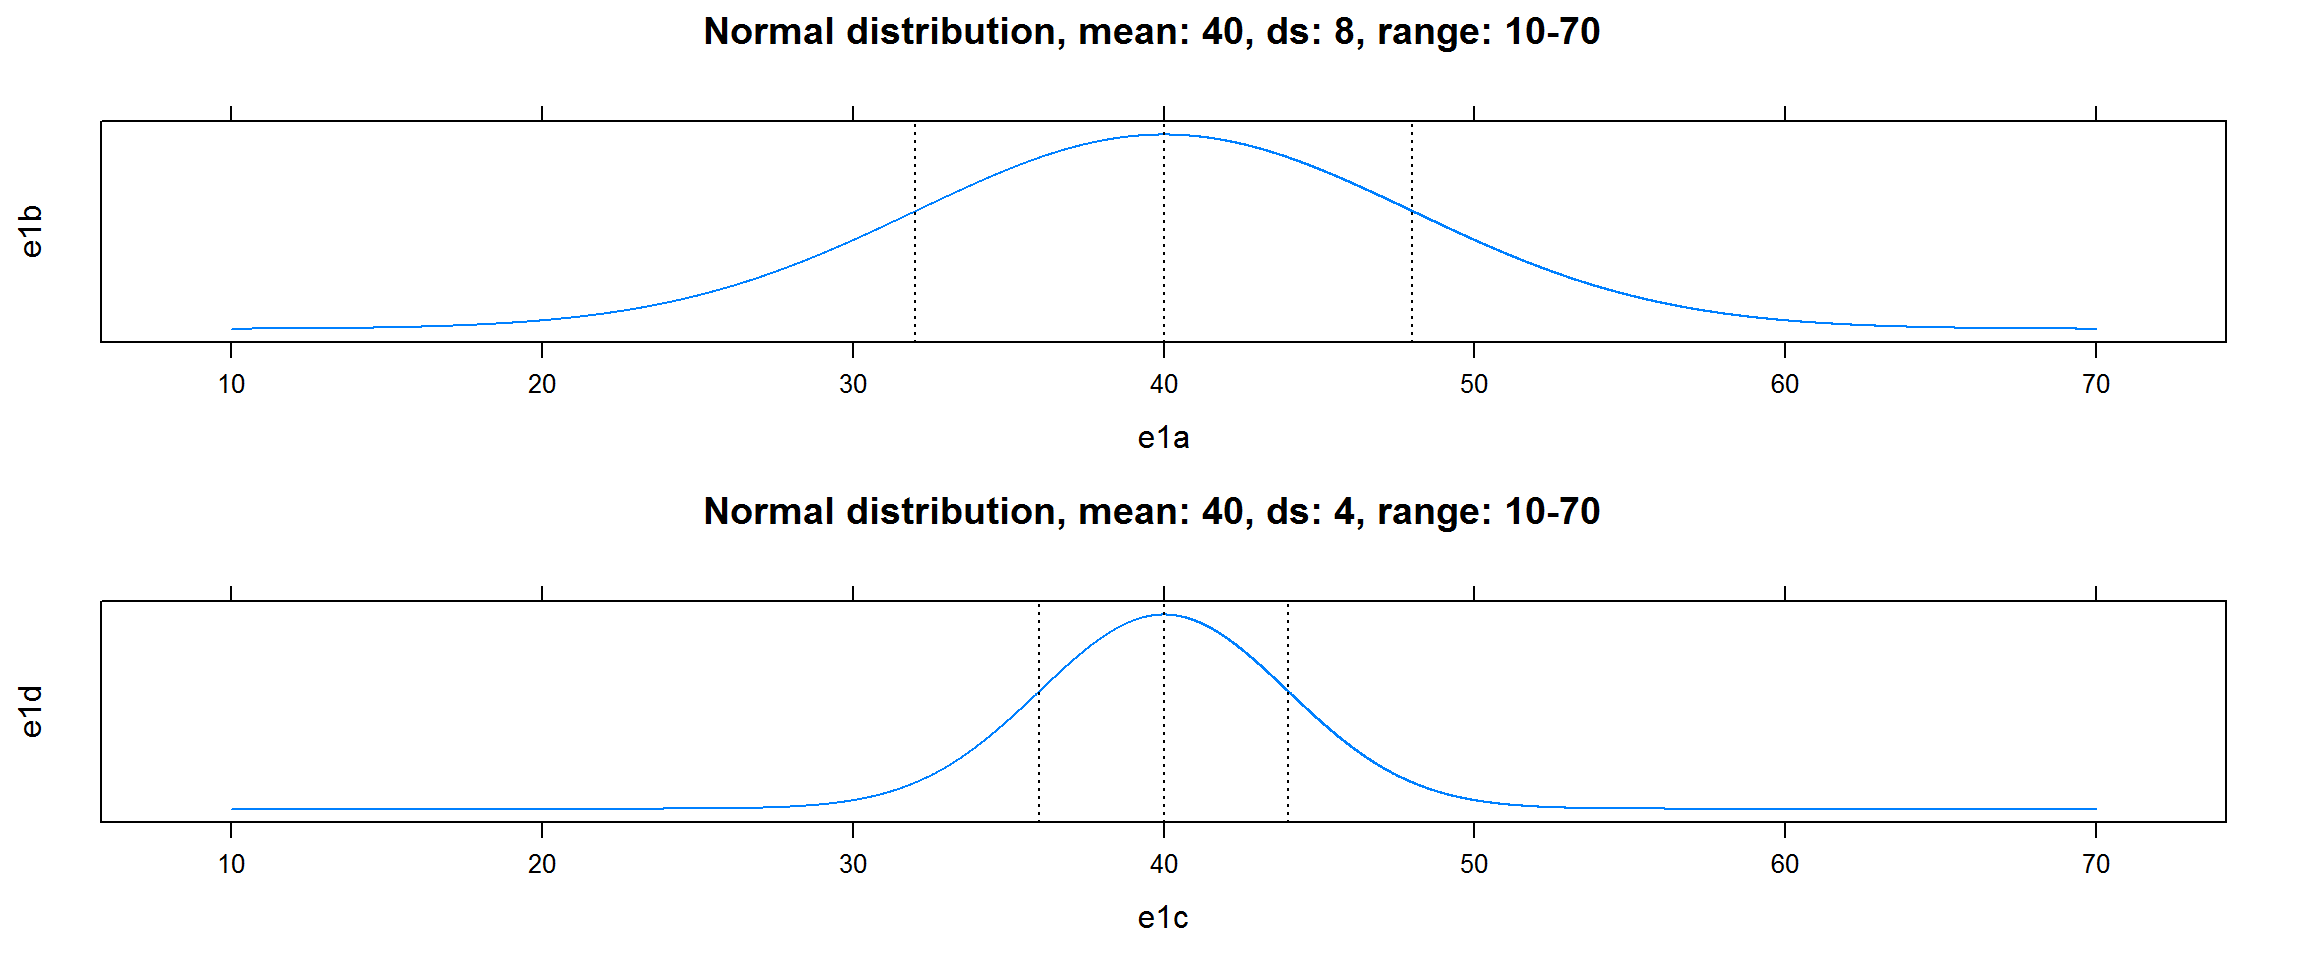 Normal distribution, mean: 40, ds: 8, range: 10-70
e1b
10 20 30 40 50 60 70
e1a
Normal distribution, mean: 40, ds: 4, range: 10-70
e1d
10 20 30 40 50 60 70
e1c